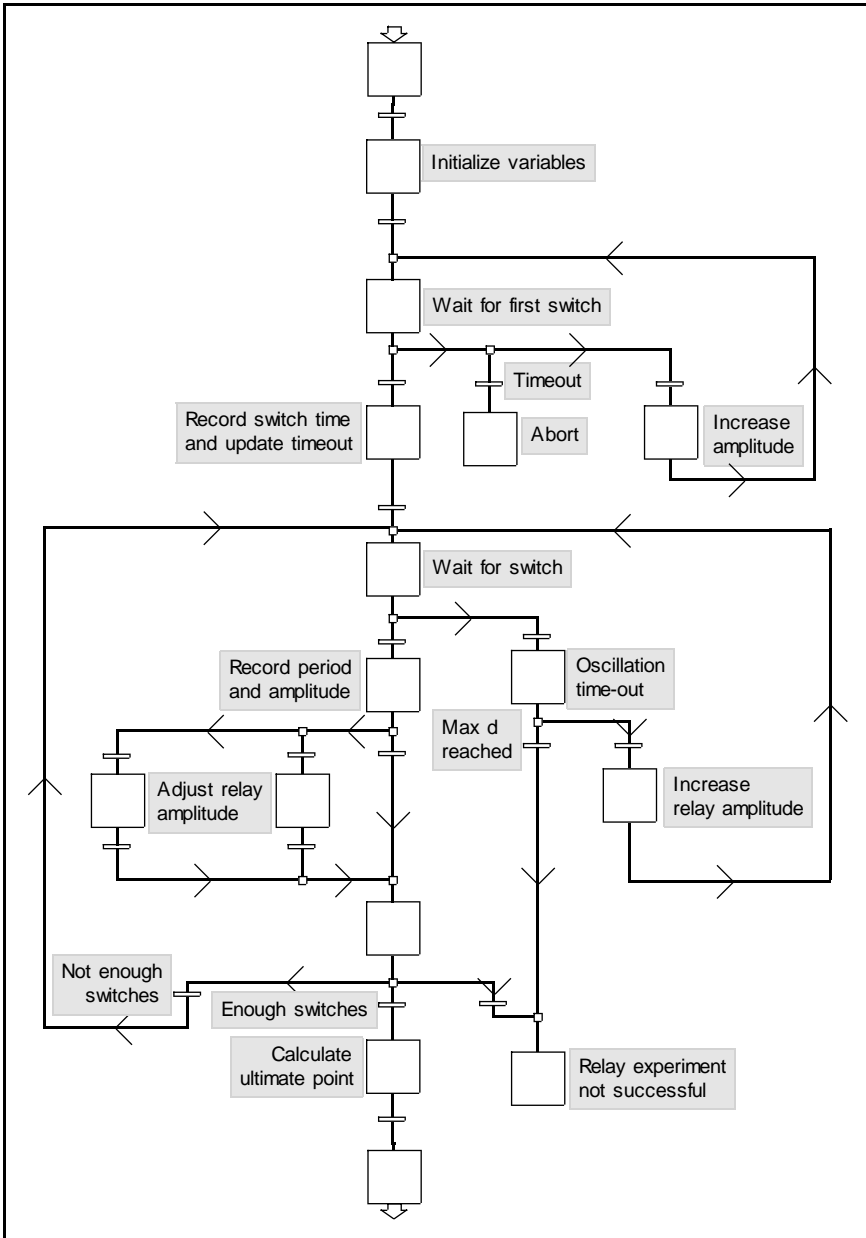 Initialize variables
Wait for first switch
Timeout
Record switch time
and update timeout
Abort
Increase
amplitude
Wait for switch
Record period
and amplitude
Oscillation
time-out
Max d
reached
Adjust relay
amplitude
Increase
relay amplitude
Not enough
switches
Enough switches
Calculate
ultimate point
Relay experiment
not successful